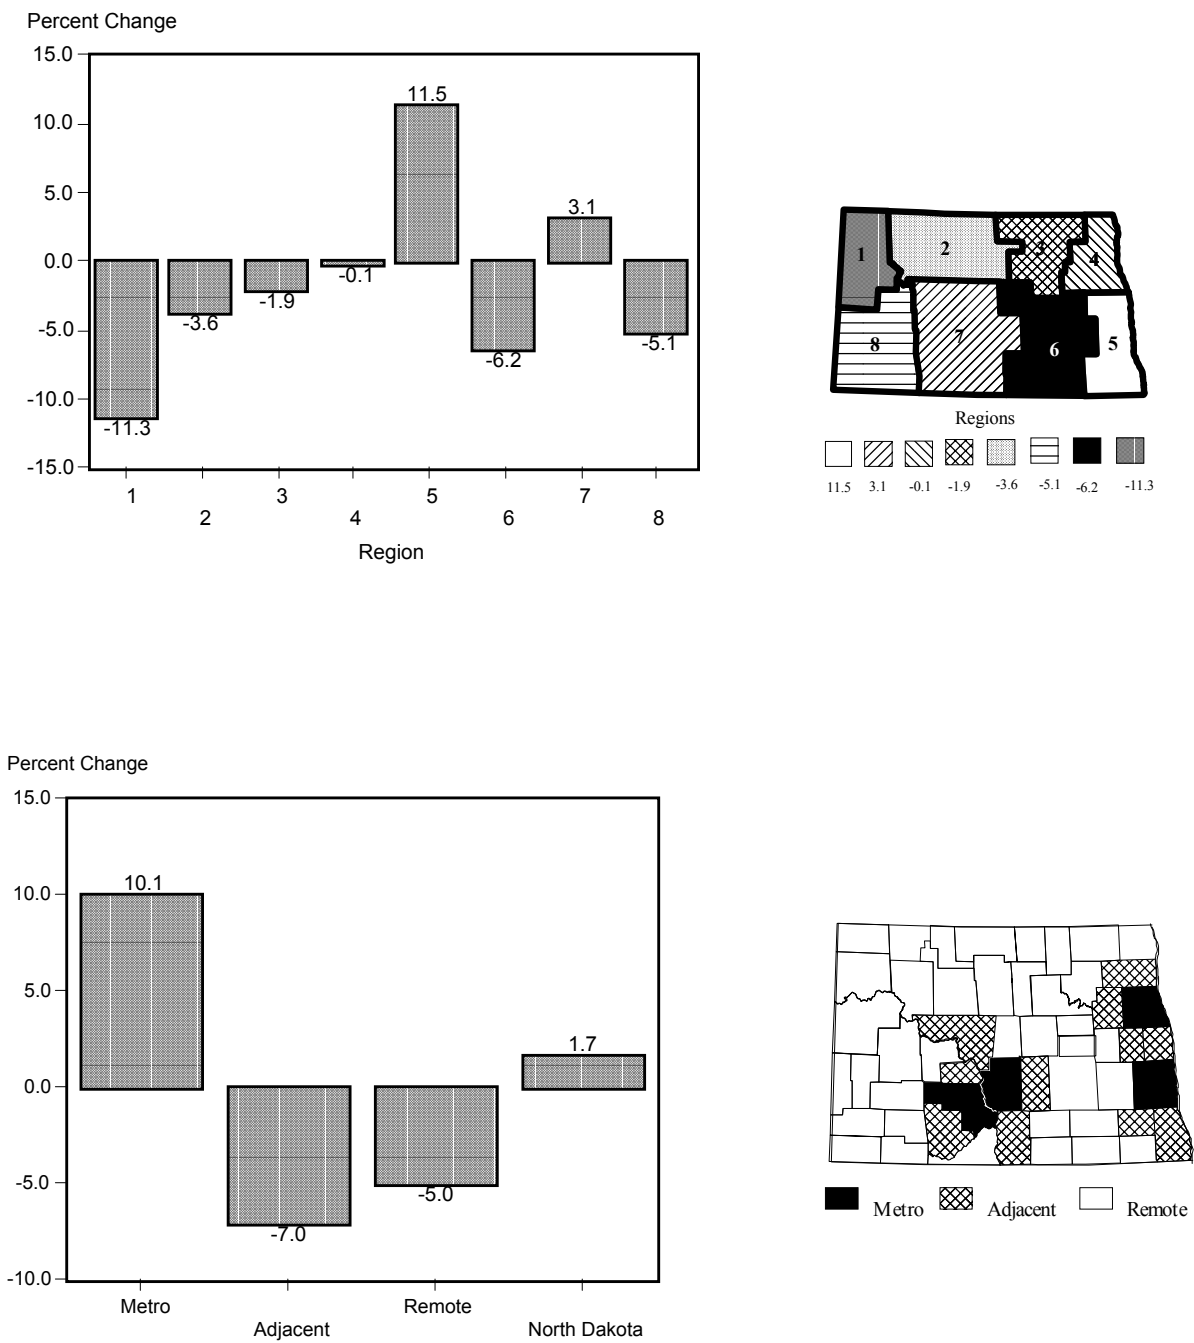 Percent Change
15.0
10.0
5.0
0.0
-5.0
-10.0
-15.0
11.5
3.1
-0.1
-1.9
-3.6
-5.1
-6.2
-11.3
1 3 5 7
2 4 6 8
Region
1 2 3 4
8 7 6 5
Regions
11.5 3.1 -0.1 -1.9 -3.6 -5.1 -6.2 -11.3
Percent Change
15.0
10.0
5.0
0.0
-5.0
-10.0
10.1
1.7
-5.0
-7.0
Metro Remote
Adjacent North Dakota
Metro Adjacent Remote